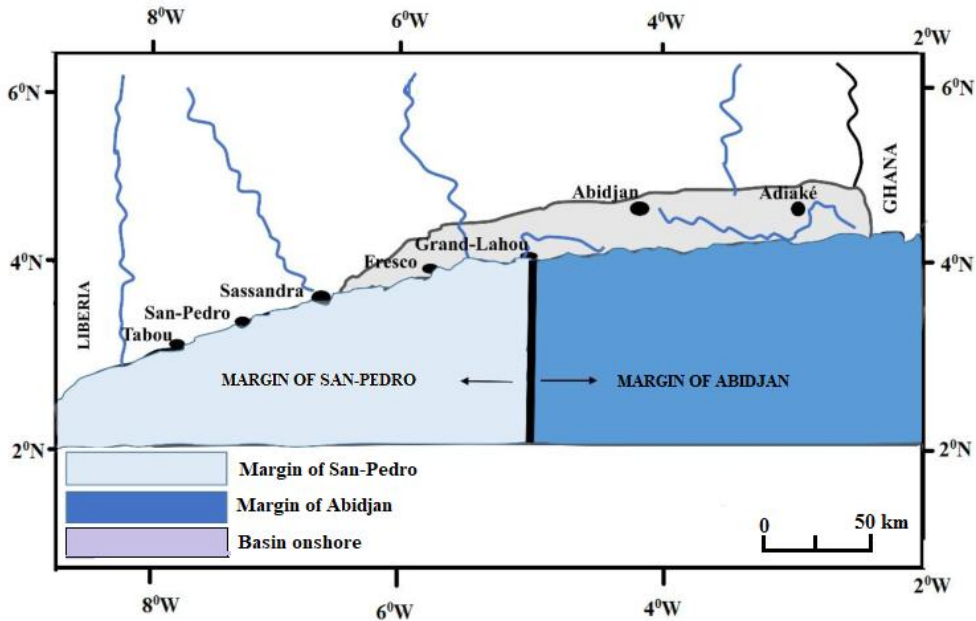 8⁰W
6⁰W
4⁰W
2⁰W
6⁰N
6⁰N
GHANA
Abidjan
Adiaké
Grand-Lahou
4⁰N
Fresco
4⁰N
Sassandra
San-Pedro
LIBERIA
Tabou
MARGIN OF SAN-PEDRO
MARGIN OF ABIDJAN
2⁰N
2⁰N
Margin of San-Pedro
Margin of Abidjan
Basin onshore
0
50 km
8⁰W
6⁰W
4⁰W
2⁰W